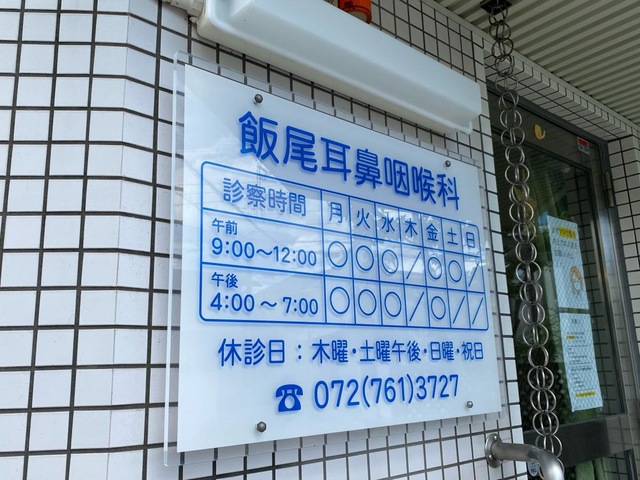 飯尾耳鼻咽喉科
診察時間 月 火 水 木 金 土 日
午前
9:00～12:00 ○ ○ ○ / ○ ○ /
午後
4:00～7:00 ○ ○ ○ / ○ / /
休診日：木曜・土曜午後・日曜・祝日
☎ 072(761)3727